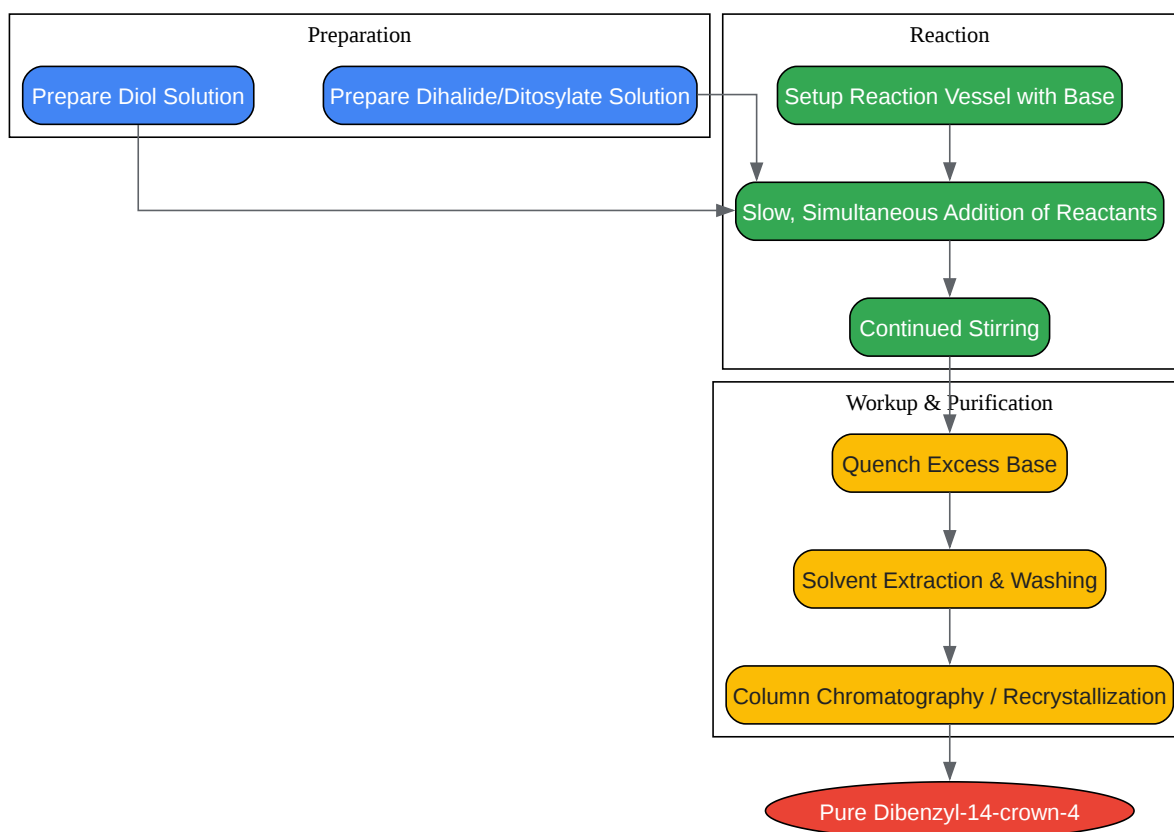 Preparation
Prepare Diol Solution
Prepare Dihalide/Ditosylate Solution
Reaction
Setup Reaction Vessel with Base
Slow, Simultaneous Addition of Reactants
Continued Stirring
Workup & Purification
Quench Excess Base
Solvent Extraction & Washing
Column Chromatography / Recrystallization
Pure Dibenzyl-14-crown-4